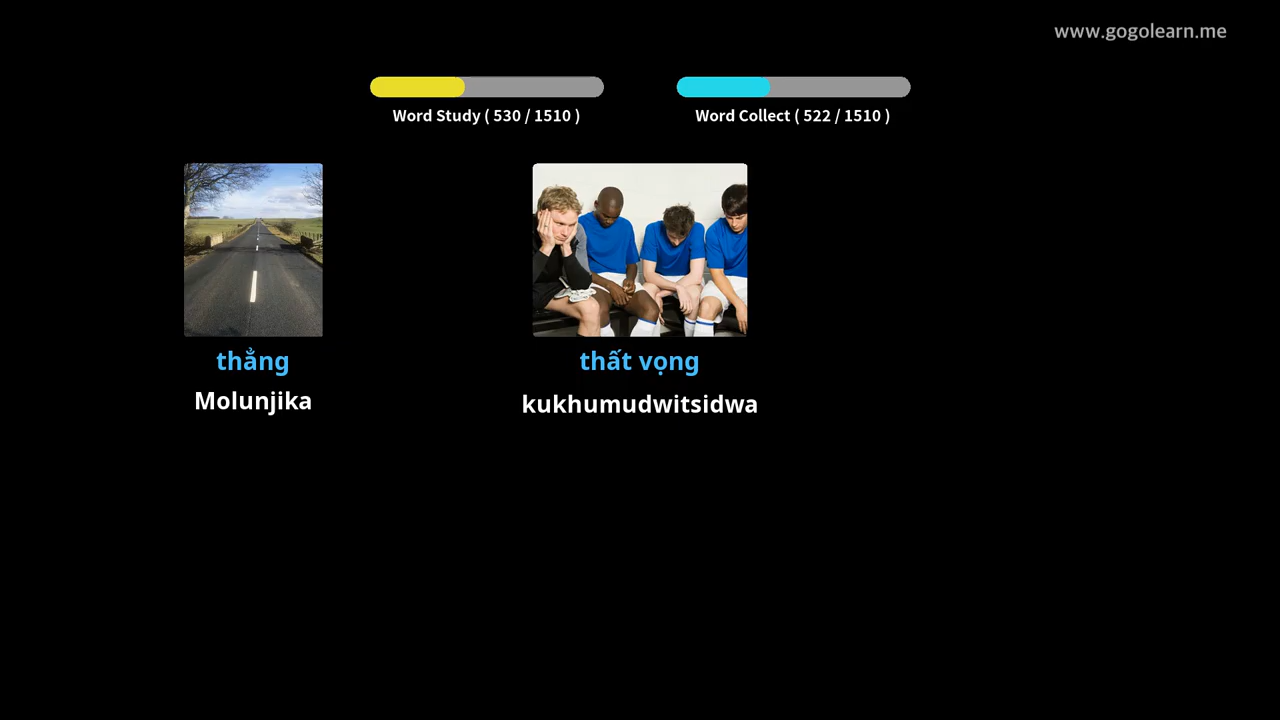 www.gogolearn.me
Word Study ( 530 / 1510 )
Word Collect ( 522 / 1510 )
thẳng
thất vọng
Molunjika
kukhumudwitsidwa